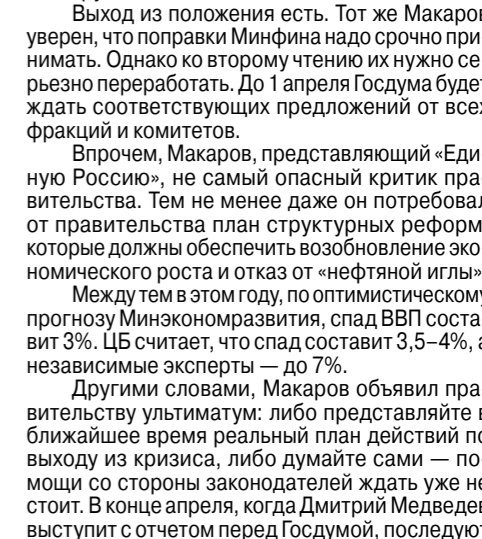 Выход из положения есть. Тот же Макаров
уверен, что поправки Минфина надо срочно при
нимать. Однако ко второму чтению их нужно се
рьезно переработать. До 1 апреля Госдума будет
ждать соответствующих предложений от всех
фракций и комитетов.
Впрочем, Макаров, представляющий «Еди
ную Россию», не самый опасный критик пра
вительства. Тем не менее даже он потребовал
от правительства план структурных реформ
которые должны обеспечить возобновление эко
номического роста и отказ от «нефтяной иглы»
Между тем в этом году, по оптимистическому
прогнозу Минэкономразвития, спад ВВП соста
вит 3%. ЦБ считает, что спад составит 3,5–4%, а
независимые эксперты — до 7%.
Другими словами, Макаров объявил пра
вительству ультиматум: либо представляйте в
ближайшее время реальный план действий по
выходу из кризиса, либо думайте сами — по
мощи со стороны законодателей ждать уже не
стоит. В конце апреля, когда Дмитрий Медведев
выступит с отчетом перед Госдумой, последуют